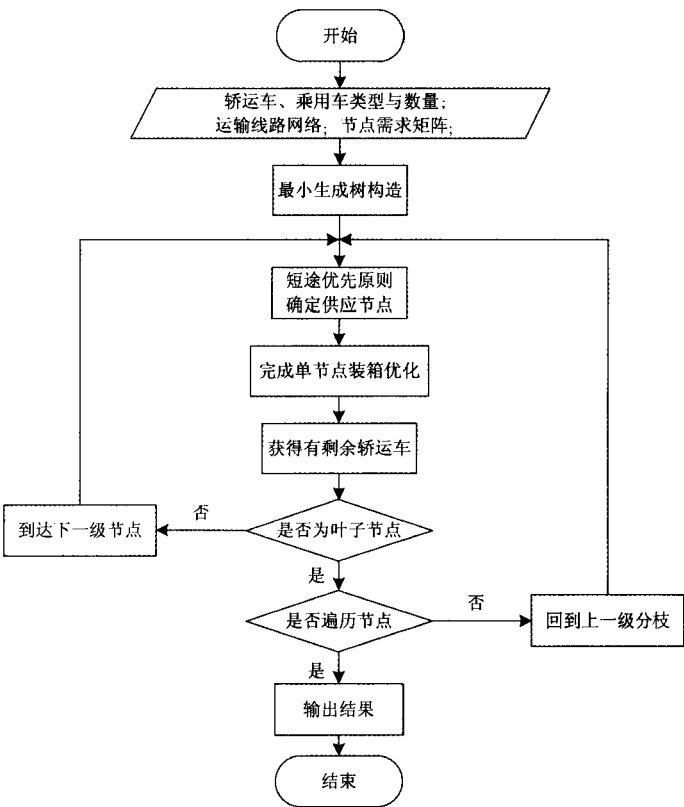 开始
轿运车、乘用车类型与数量；
运输线路网络；节点需求矩阵；
最小生成树构造
短途优先原则
确定供应节点
完成单节点装箱优化
获得有剩余轿运车
到达下一级节点
否
是否为叶子节点
是
是否遍历节点
否
回到上一级分枝
是
输出结果
结束